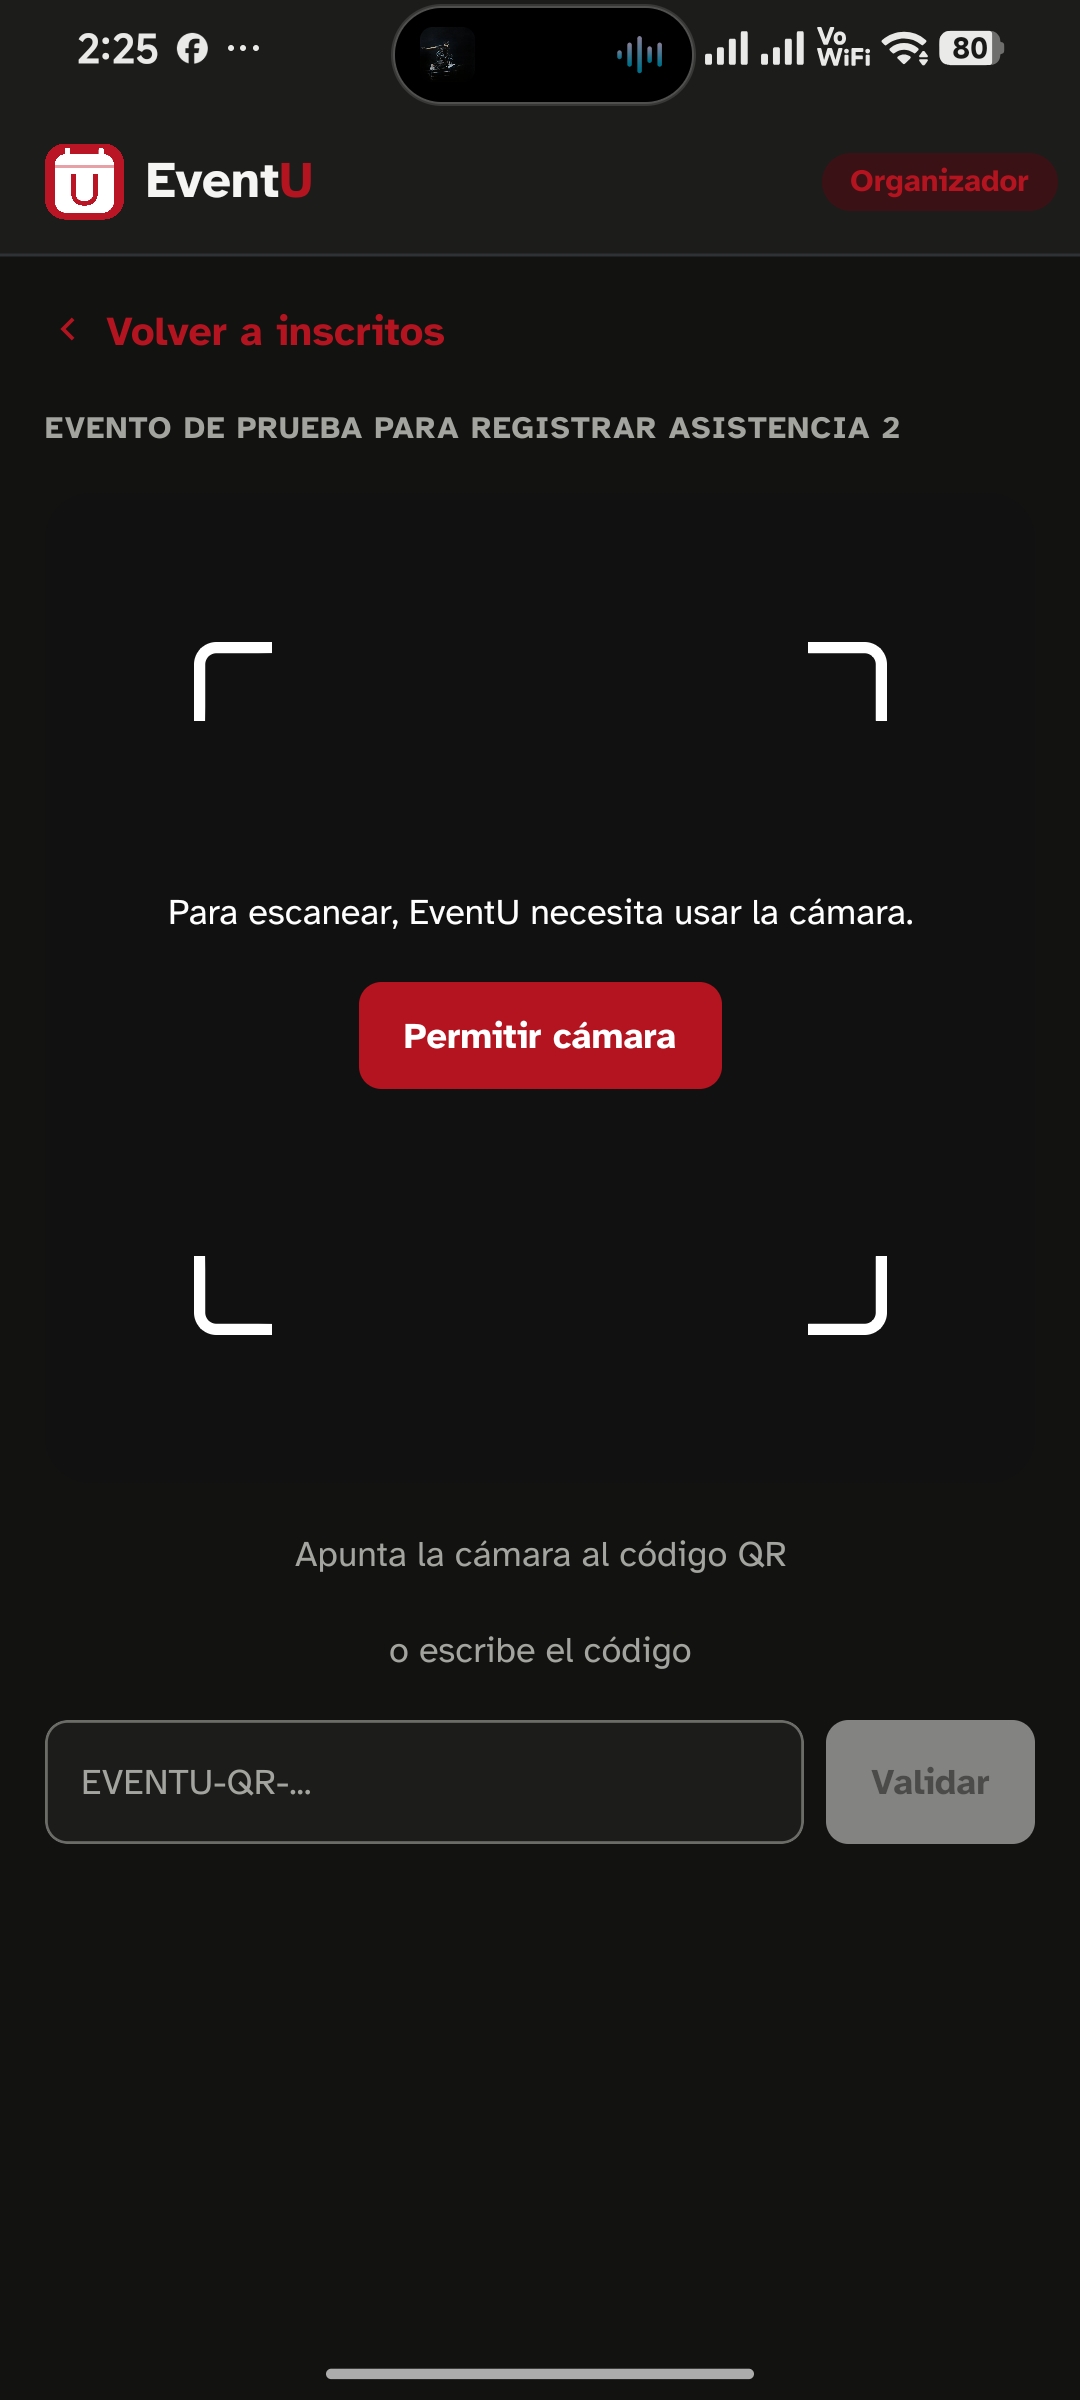 2:25
Vo
WiFi
80
EventU
Organizador
Volver a inscritos
EVENTO DE PRUEBA PARA REGISTRAR ASISTENCIA 2
Para escanear, EventU necesita usar la cámara.
Permitir cámara
Apunta la cámara al código QR
o escribe el código
EVENTU-QR-...
Validar